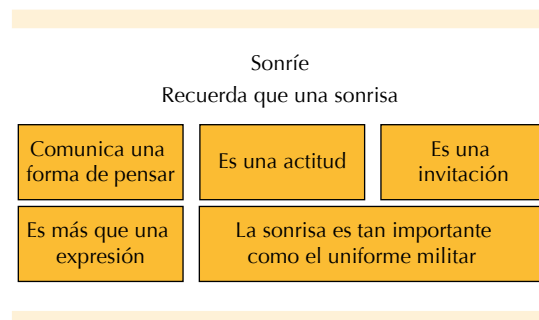 Sonríe
Recuerda que una sonrisa
Comunica una
forma de pensar
Es una actitud
Es una
invitación
Es más que una
expresión
La sonrisa es tan importante
como el uniforme militar